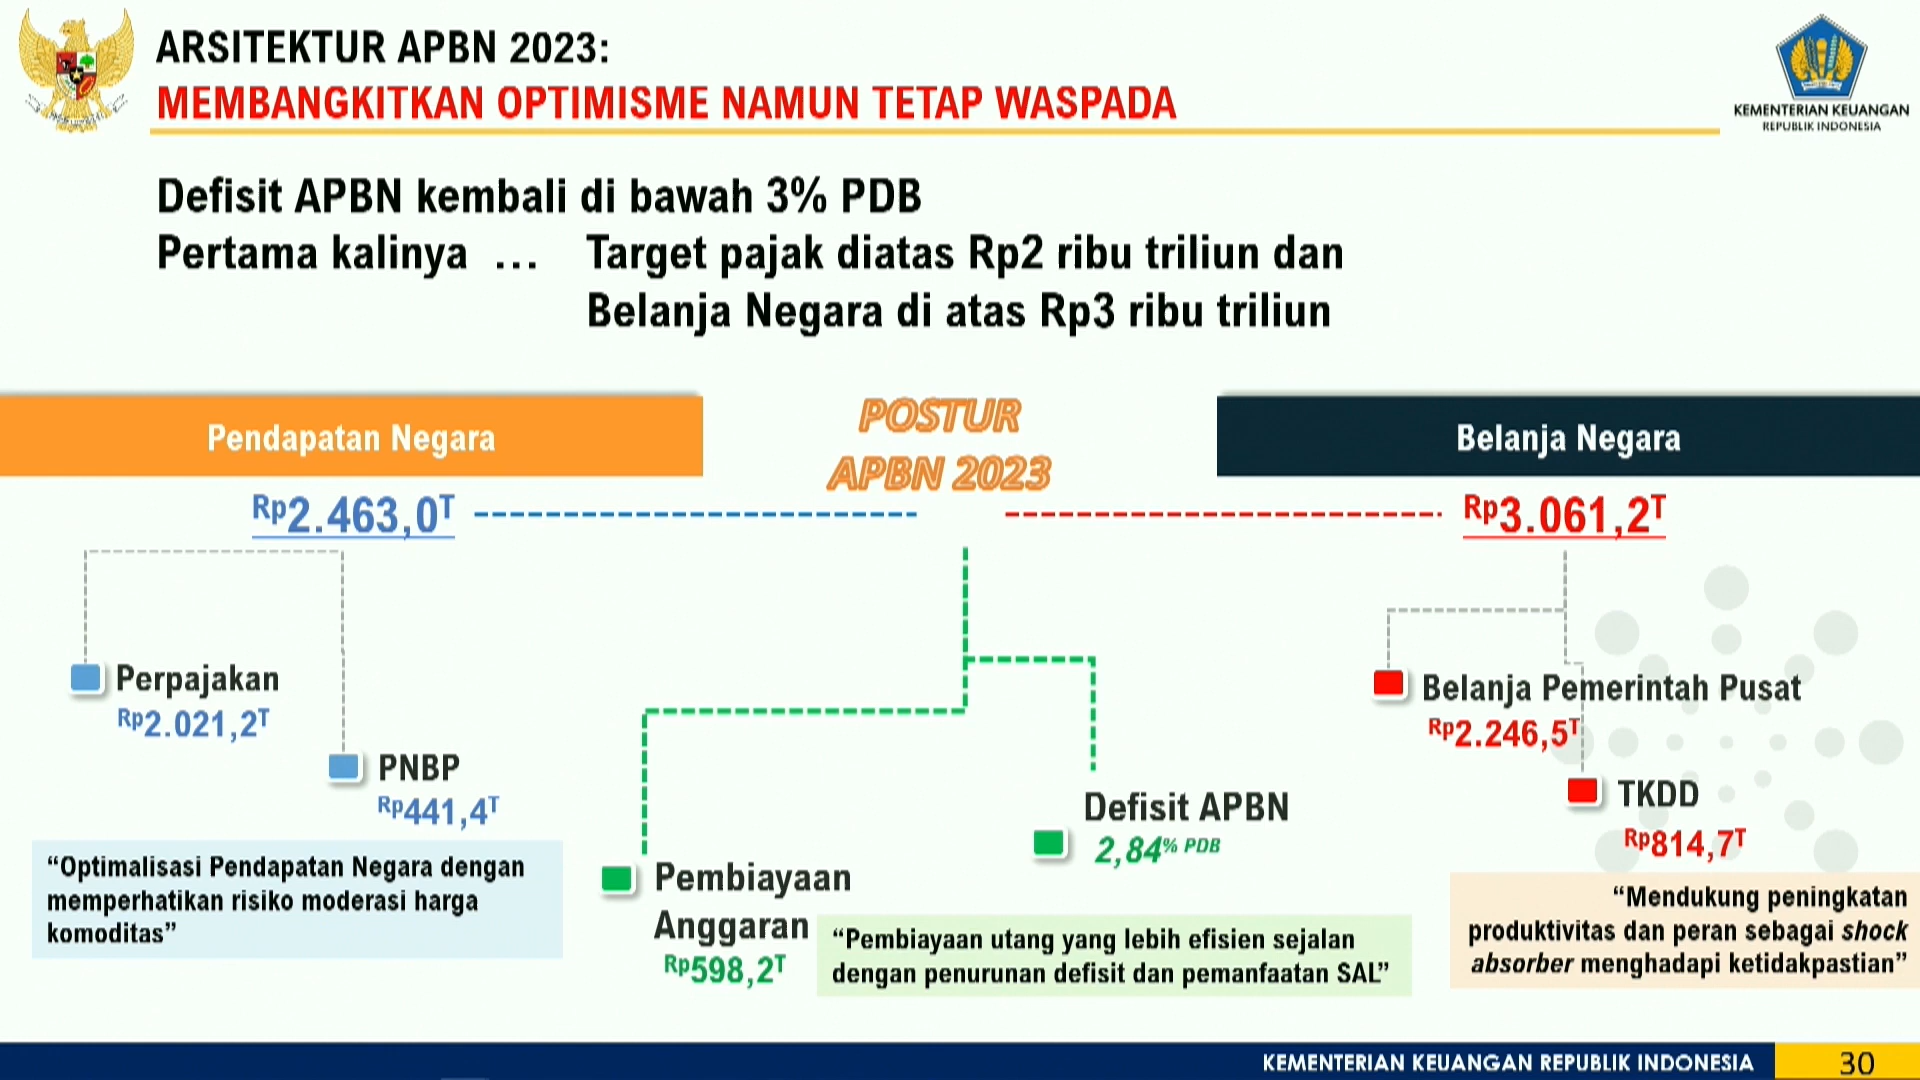 ARSITEKTUR APBN 2023:
MEMBANGKITKAN OPTIMISME NAMUN TETAP WASPADA
KEMENTERIAN KEUANGAN
REPUBLIK INDONESIA
Defisit APBN kembali di bawah 3% PDB
Pertama kalinya ... Target pajak diatas Rp2 ribu triliun dan
Belanja Negara di atas Rp3 ribu triliun
Pendapatan Negara
POSTUR
APBN 2023
Belanja Negara
Rp2.463,0T
Rp3.061,2T
Perpajakan
Rp2.021,2T
PNBP
Rp441,4T
“Optimalisasi Pendapatan Negara dengan
memperhatikan risiko moderasi harga
komoditas”
Pembiayaan
Anggaran
Rp598,2T
Defisit APBN
2,84% PDB
“Pembiayaan utang yang lebih efisien sejalan
dengan penurunan defisit dan pemanfaatan SAL”
Belanja Pemerintah Pusat
Rp2.246,5T
TKDD
Rp814,7T
“Mendukung peningkatan
produktivitas dan peran sebagai shock
absorber menghadapi ketidakpastian”
KEMENTERIAN KEUANGAN REPUBLIK INDONESIA
30